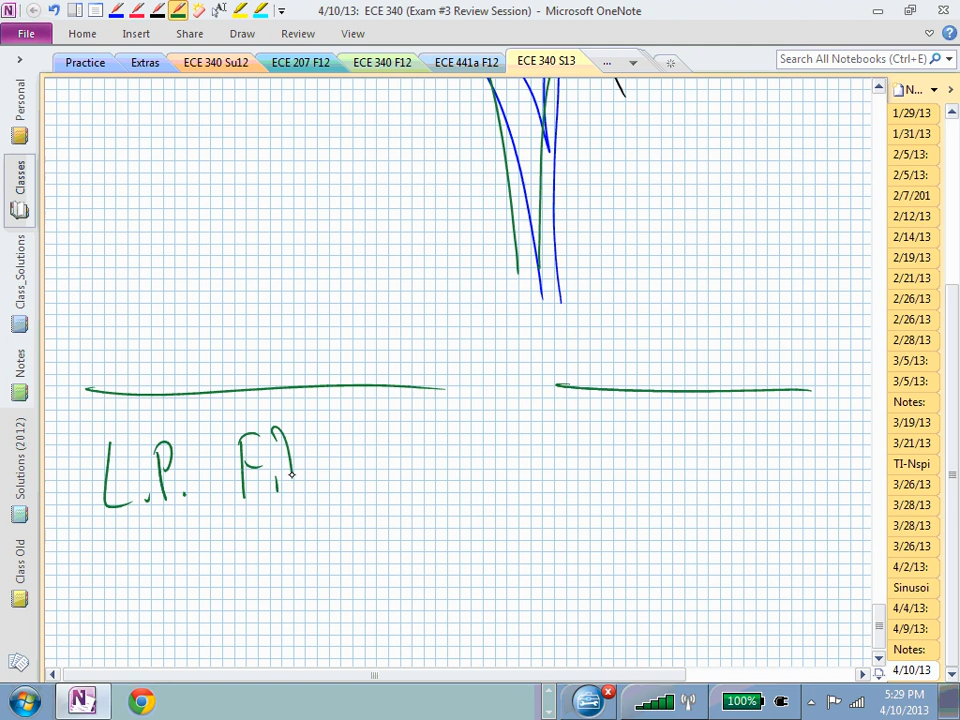 4/10/13: ECE 340 (Exam #3 Review Session) - Microsoft OneNote
File Home Insert Share Draw Review View
Practice Extras ECE 340 Su12 ECE 207 F12 ECE 340 F12 ECE 441a F12 ECE 340 S13 ...
Search All Notebooks (Ctrl+E)
N...
Personal
Classes
Class_Solutions
Notes
Solutions (2012)
Class Old
1/29/13
1/31/13
2/5/13:
2/5/13:
2/7/201
2/12/13
2/14/13
2/19/13
2/21/13
2/26/13
2/26/13
2/28/13
3/5/13:
3/5/13:
Notes:
3/19/13
3/21/13
TI-Nspi
3/26/13
3/28/13
3/28/13
3/26/13
4/2/13:
Sinusoi
4/4/13:
4/9/13:
Notes:
4/10/13
L.P. F
100%
5:29 PM
4/10/2013